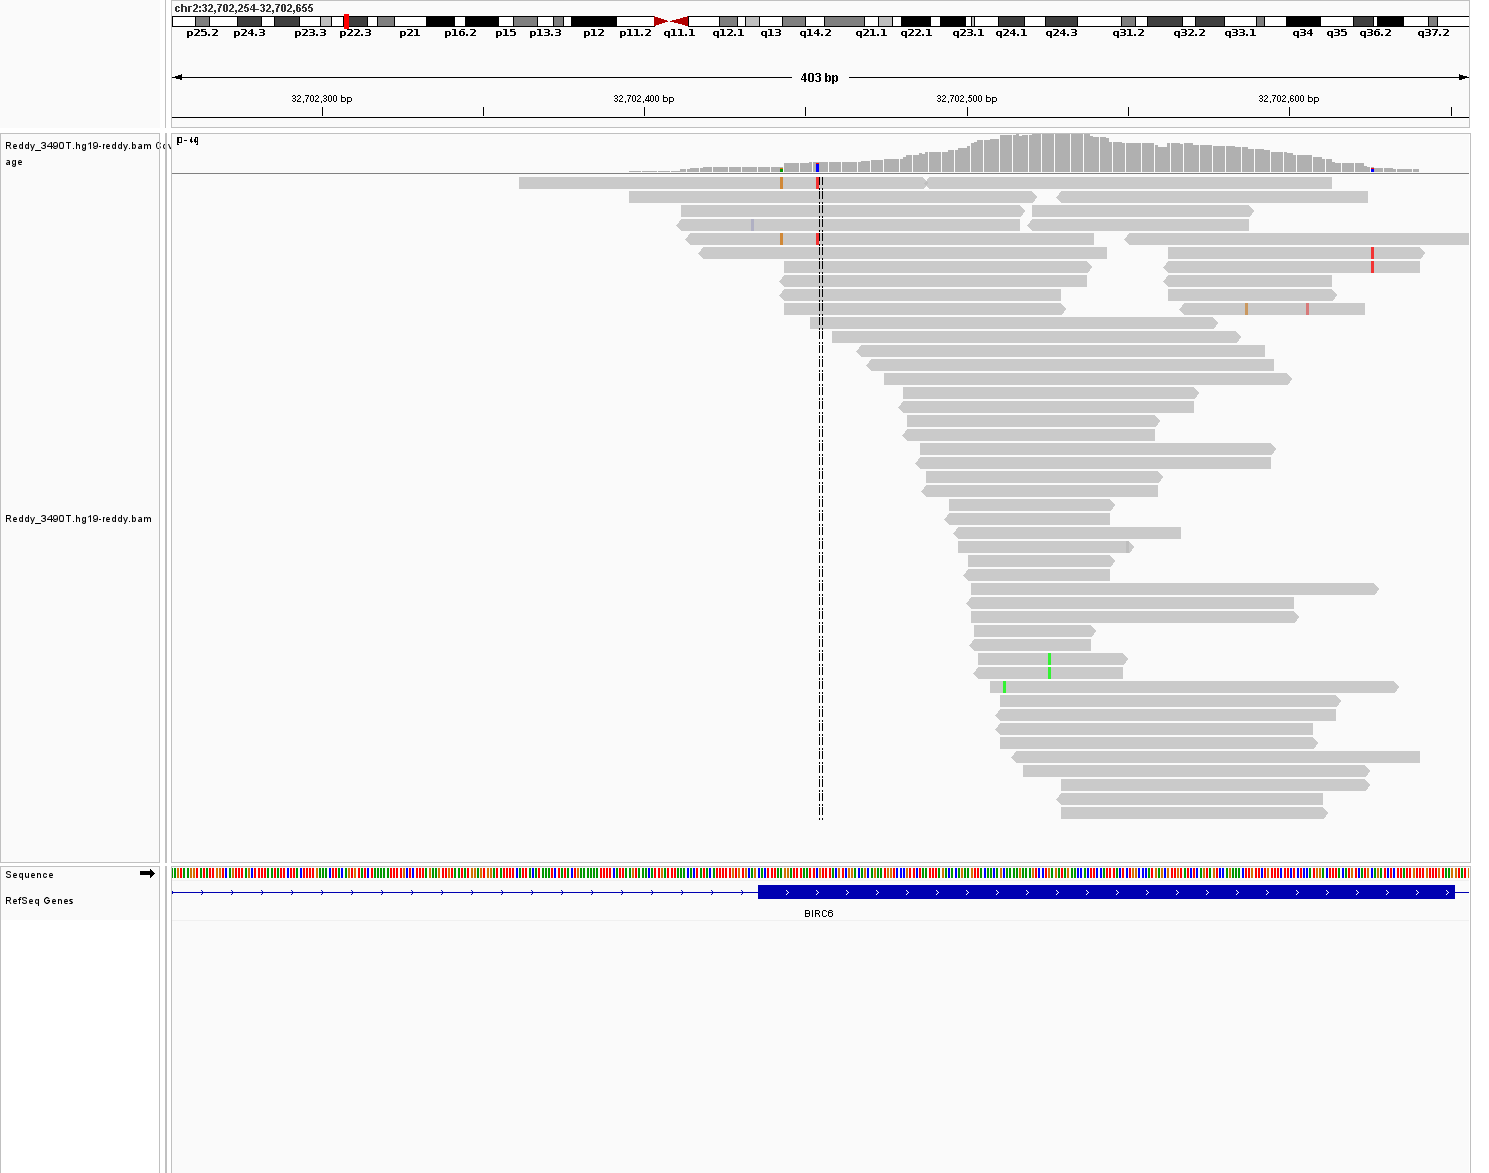 chr2:32,702,254-32,702,655
p25.2 p24.3 p23.3 p22.3 p21 p16.2 p15 p13.3 p12 p11.2 q11.1 q12.1 q13 q14.2 q21.1 q22.1 q23.1 q24.1 q24.3 q31.2 q32.2 q33.1 q34 q35 q36.2 q37.2
403 bp
32,702,300 bp 32,702,400 bp 32,702,500 bp 32,702,600 bp
Reddy_3490T.hg19-reddy.bam Cov
age
[0 - 44]
Reddy_3490T.hg19-reddy.bam
Sequence
RefSeq Genes
BIRC6